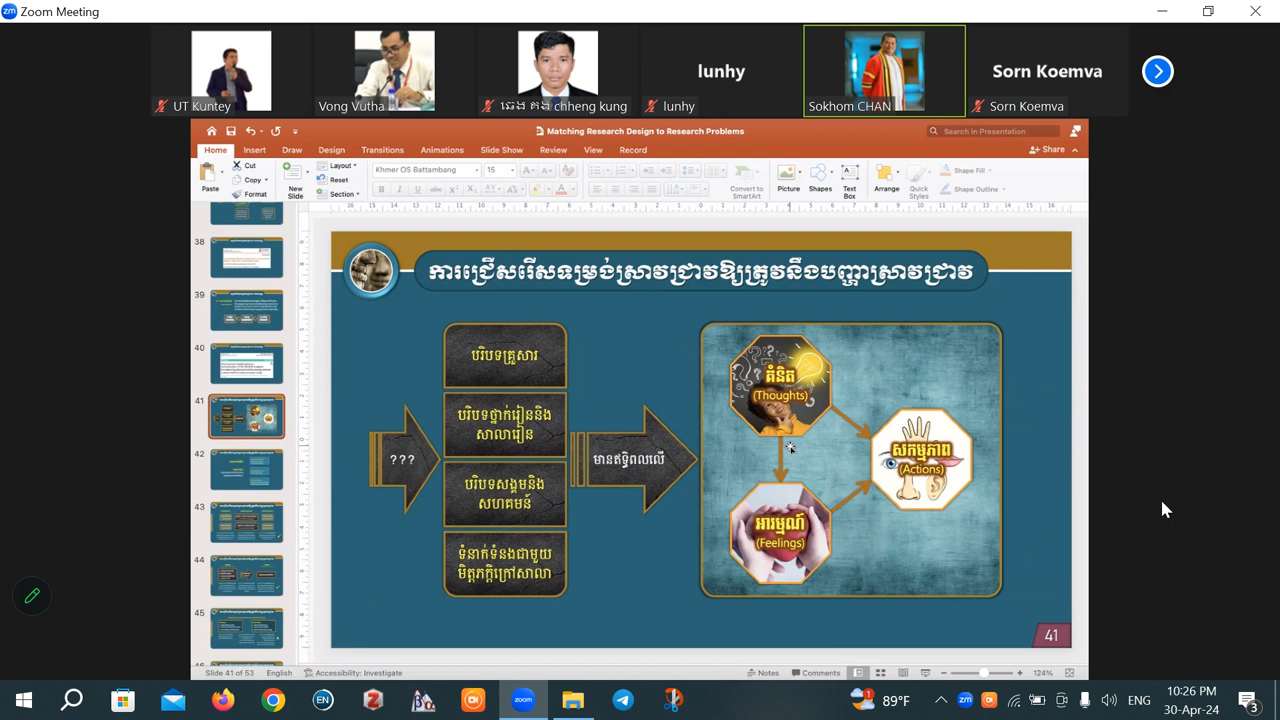 Zoom Meeting
UT Kuntey
Vong Vutha
ឆេង គង់ chheng kung
lunhy
lunhy
Sokhom CHAN
Sorn Koemva
Sorn Koemva
Matching Research Design to Research Problems
Search in Presentation
Home Insert Draw Design Transitions Animations Slide Show Review View Record
Share
Paste
Cut
Copy
Format
New
Slide
Layout
Reset
Section
Khmer OS Battambang 15
Convert to
SmartArt
Picture
Shapes
Text
Box
Arrange
Quick
Styles
Shape Fill
Shape Outline
38
39
40
41
42
43
44
45
ការជ្រើសរើសទម្រង់ស្រាវជ្រាវឱ្យត្រូវនឹងបញ្ហាស្រាវជ្រាវ
???
បរិបទគ្រួសារ
បរិបទថ្នាក់រៀននិង
សាលារៀន
បរិបទសង្គមនិង
សហគមន៍
ទំនាក់ទំនងជាមួយ
មិត្តភក្តិក្រៅសាលា
មានឥទ្ធិពលលើ
គំនិត
(Thoughts)
សកម្មភាព
(Actions)
អារម្មណ៍
(Feelings)
41
Slide 41 of 53 English Accessibility: Investigate
Notes Comments 124%
89°F
ENG
10:26 PM
30-Apr-24